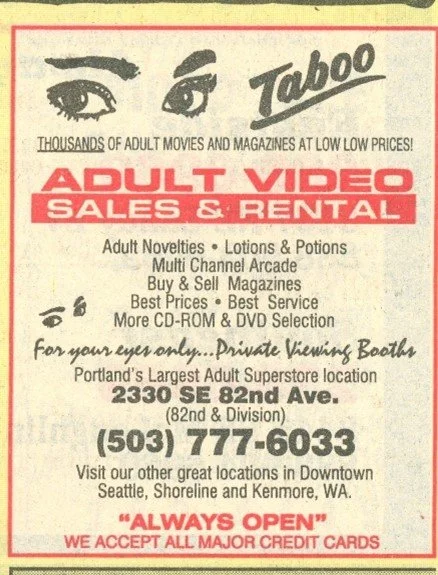 Taboo
THOUSANDS OF ADULT MOVIES AND MAGAZINES AT LOW LOW PRICES!
ADULT VIDEO
SALES & RENTAL
Adult Novelties • Lotions & Potions
Multi Channel Arcade
Buy & Sell Magazines
Best Prices • Best Service
More CD-ROM & DVD Selection
For your eyes only...Private Viewing Booths
Portland's Largest Adult Superstore location
2330 SE 82nd Ave.
(82nd & Division)
(503) 777-6033
Visit our other great locations in Downtown
Seattle, Shoreline and Kenmore, WA.
"ALWAYS OPEN"
WE ACCEPT ALL MAJOR CREDIT CARDS